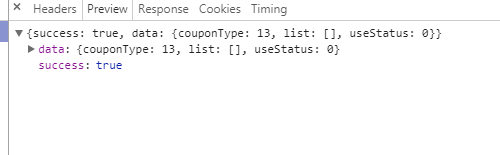 × Headers Preview Response Cookies Timing
▼{success: true, data: {couponType: 13, list: [], useStatus: 0}}
▶data: {couponType: 13, list: [], useStatus: 0}
success: true